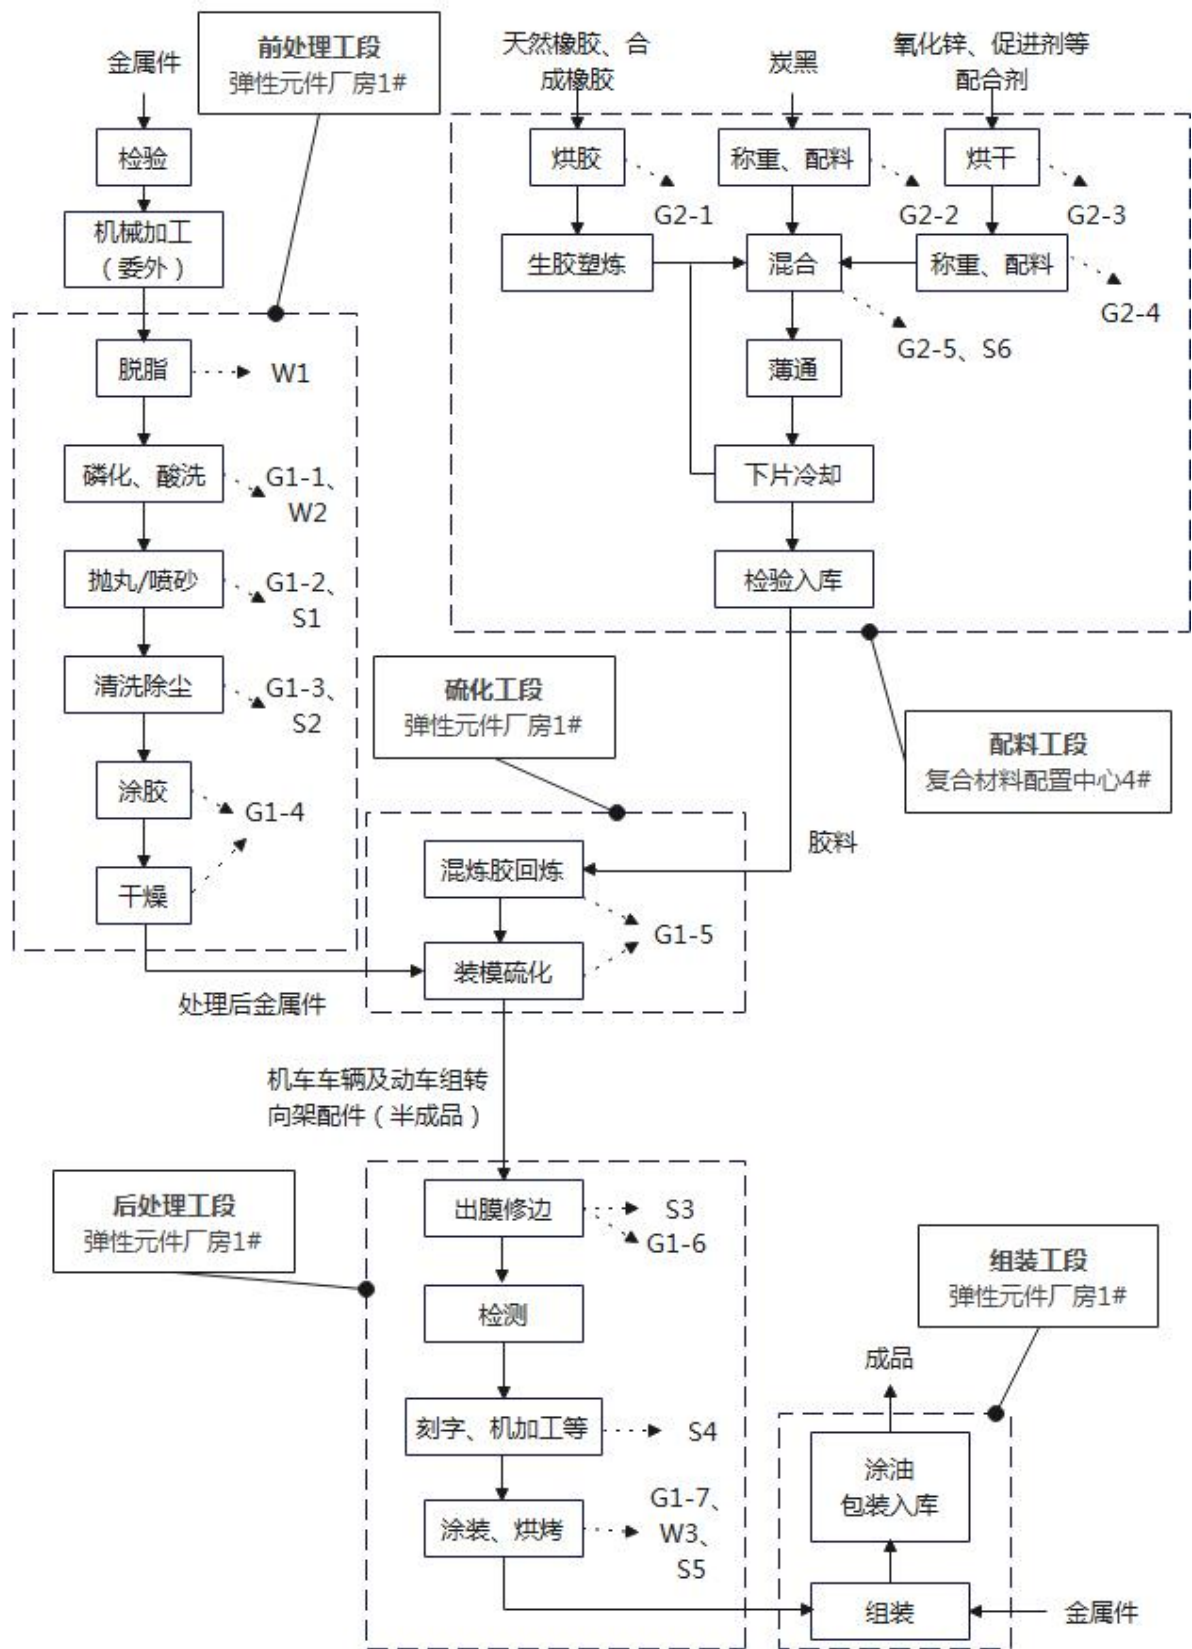 前处理工段
弹性元件厂房1#
金属件
检验
机械加工
（委外）
脱脂
W1
磷化、酸洗
G1-1、
W2
抛丸/喷砂
G1-2、
S1
清洗除尘
G1-3、
S2
涂胶
G1-4
干燥
处理后金属件
天然橡胶、合
成橡胶
炭黑
氧化锌、促进剂等
配合剂
烘胶
G2-1
称重、配料
G2-2
烘干
G2-3
生胶塑炼
混合
称重、配料
G2-4
G2-5、S6
薄通
下片冷却
检验入库
配料工段
复合材料配置中心4#
胶料
硫化工段
弹性元件厂房1#
混炼胶回炼
G1-5
装模硫化
机车车辆及动车组转
向架配件（半成品）
后处理工段
弹性元件厂房1#
出膜修边
S3
G1-6
检测
刻字、机加工等
S4
涂装、烘烤
G1-7、
W3、
S5
组装工段
弹性元件厂房1#
成品
涂油
包装入库
组装
金属件